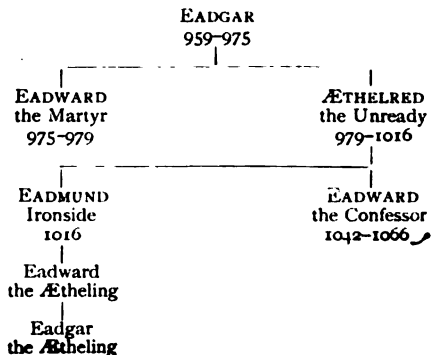 EADGAR
959–975
EADWARD
the Martyr
975–979
ÆTHELRED
the Unready
979–1016
EADMUND
Ironside
1016
EADWARD
the Confessor
1042–1066
Eadward
the Ætheling
Eadgar
the Ætheling